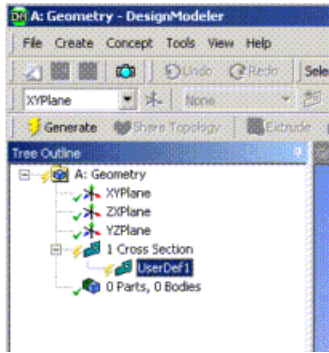 A: Geometry - DesignModeler
File Create Concept Tools View Help
Undo Redo Sele
XYPlane None
Generate Share Topology Extrude
Tree Outline
A: Geometry
XYPlane
ZXPlane
YZPlane
1 Cross Section
UserDef1
0 Parts, 0 Bodies